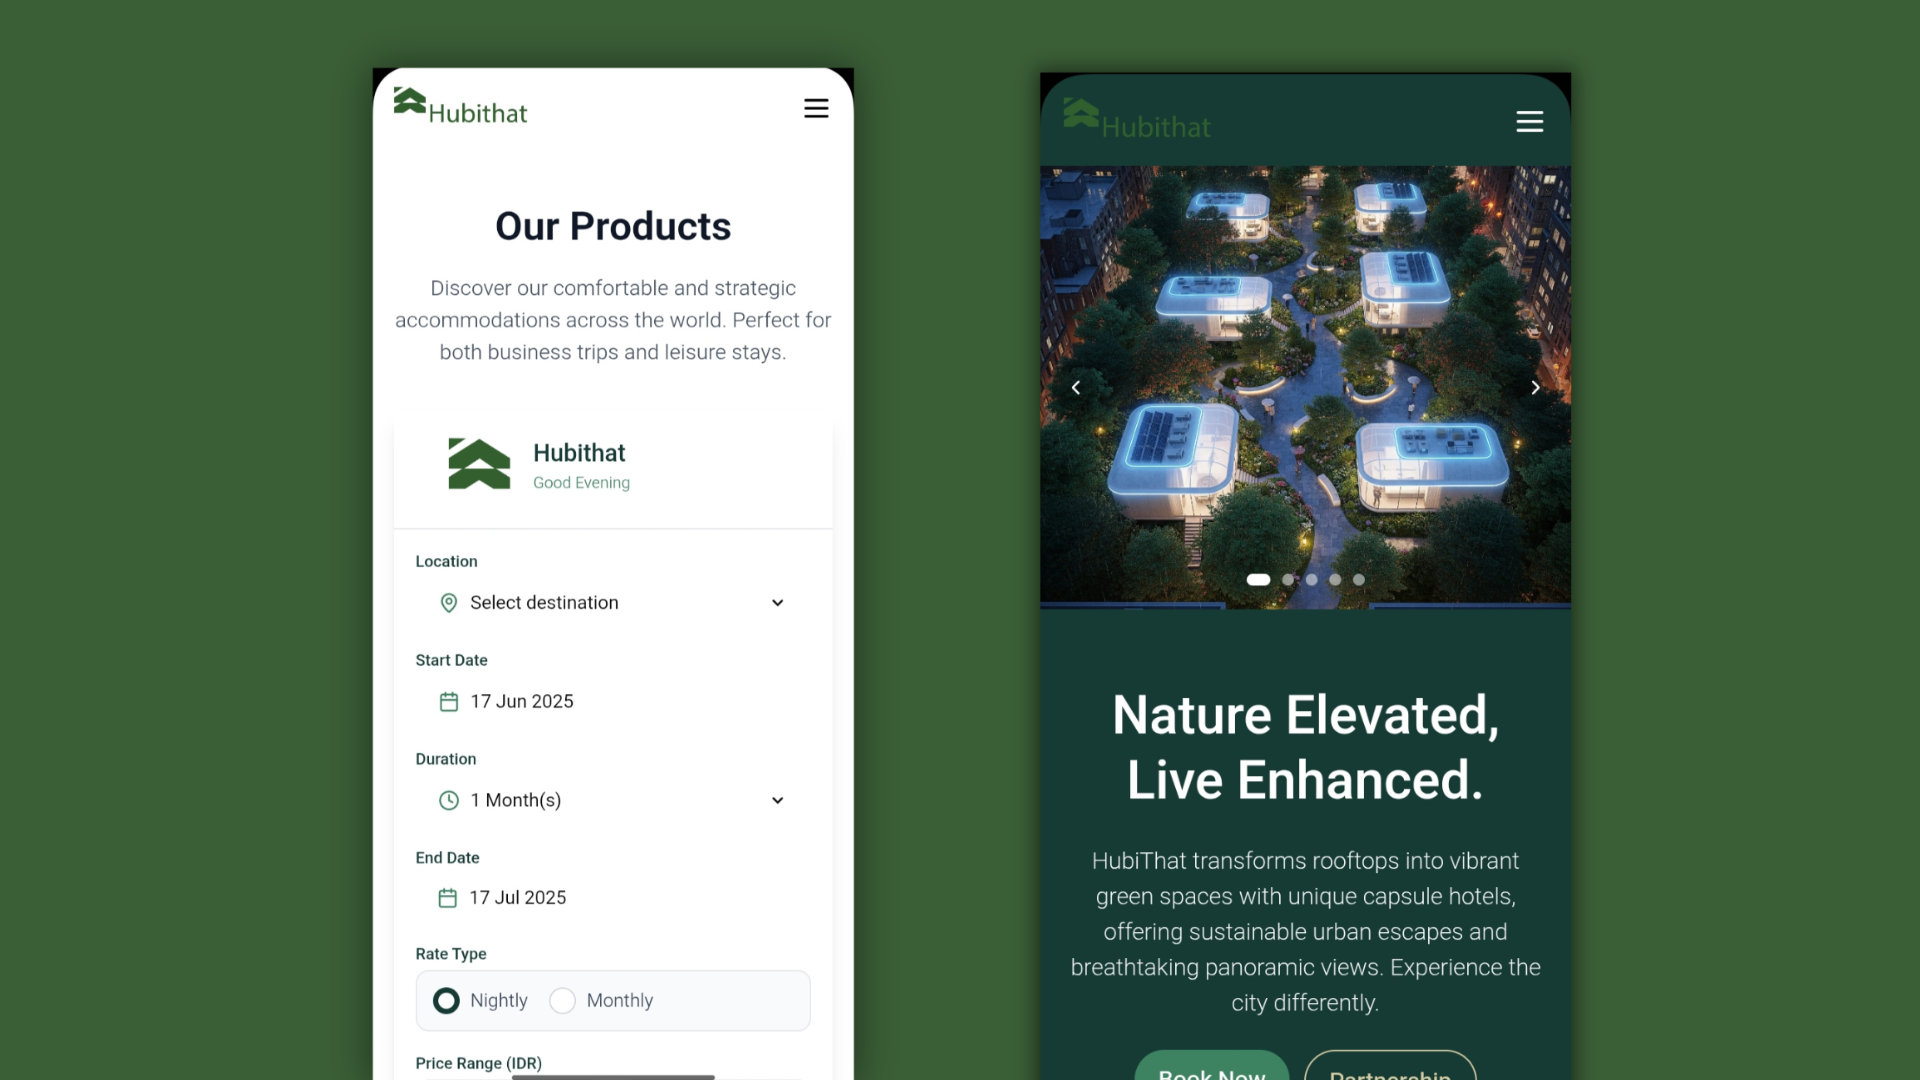 Hubithat
Our Products
Discover our comfortable and strategic
accommodations across the world. Perfect for
both business trips and leisure stays.
Hubithat
Good Evening
Location
Select destination
Start Date
17 Jun 2025
Duration
1 Month(s)
End Date
17 Jul 2025
Rate Type
Nightly Monthly
Price Range (IDR)
Hubithat
Nature Elevated,
Live Enhanced.
HubiThat transforms rooftops into vibrant
green spaces with unique capsule hotels,
offering sustainable urban escapes and
breathtaking panoramic views. Experience the
city differently.
Book Now Partnership